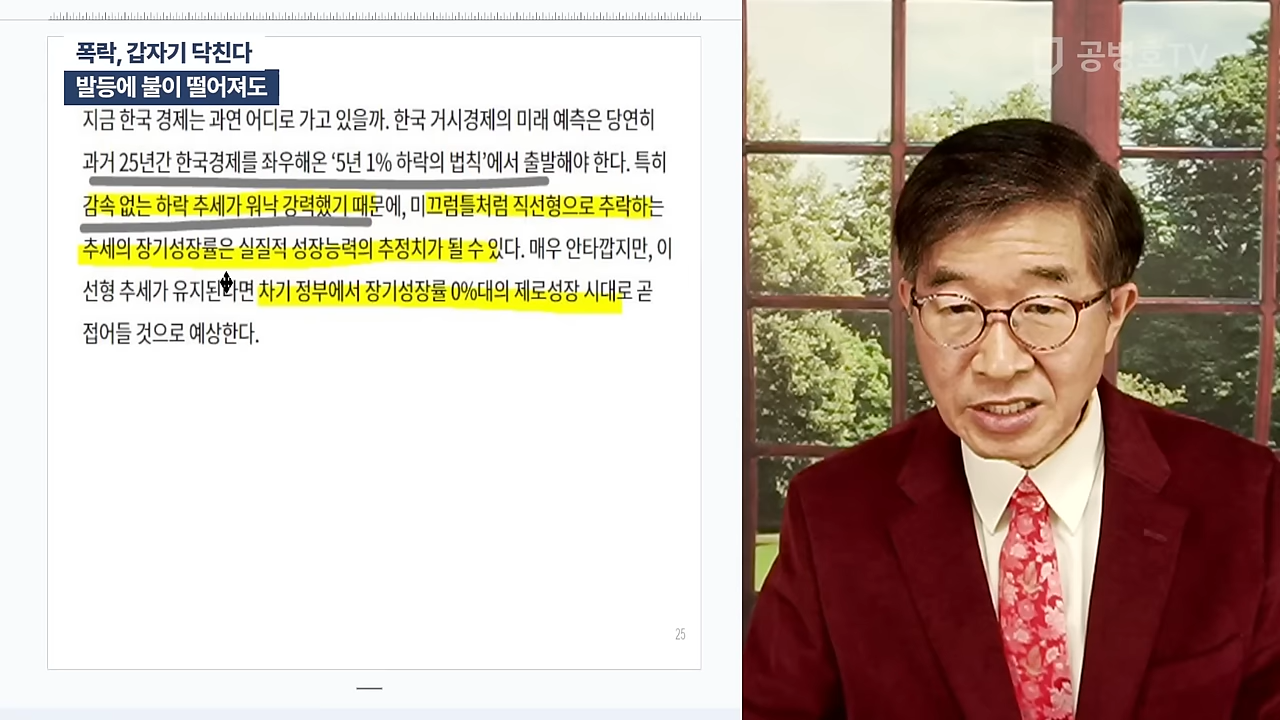 폭락, 갑자기 닥친다
발등에 불이 떨어져도
공병호TV
지금 한국 경제는 과연 어디로 가고 있을까. 한국 거시경제의 미래 예측은 당연히
과거 25년간 한국경제를 좌우해온 ‘5년 1% 하락의 법칙’에서 출발해야 한다. 특히
감속 없는 하락 추세가 워낙 강력했기 때문에, 미끄럼틀처럼 직선형으로 추락하는
추세의 장기성장률은 실질적 성장능력의 추정치가 될 수 있다. 매우 안타깝지만, 이
선형 추세가 유지된다면 차기 정부에서 장기성장률 0%대의 제로성장 시대로 곧
접어들 것으로 예상한다.
25